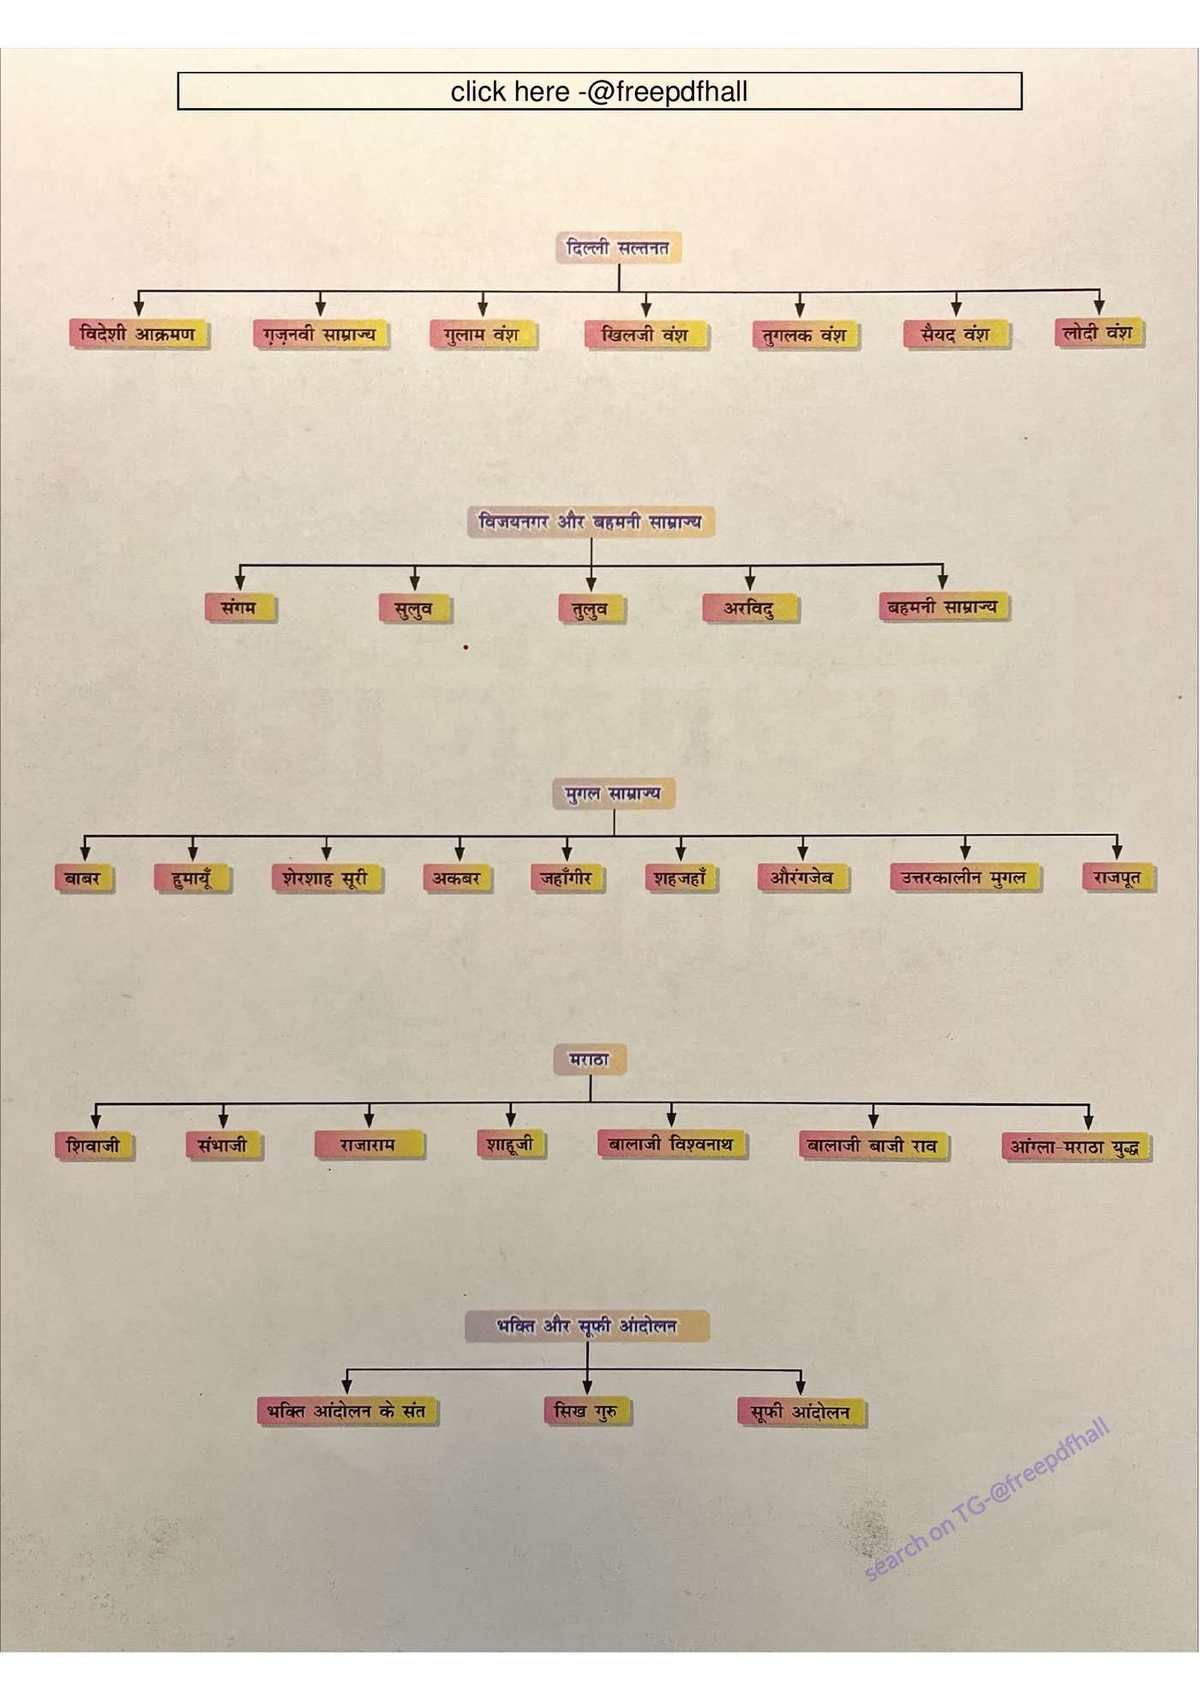 click here -@freepdfhall
दिल्ली सल्तनत
विदेशी आक्रमण गज़नवी साम्राज्य गुलाम वंश खिलजी वंश तुगलक वंश सैयद वंश लोदी वंश
विजयनगर और बहमनी साम्राज्य
संगम सुलुव तुलुव अरविदु बहमनी साम्राज्य
मुगल साम्राज्य
बाबर हुमायूँ शेरशाह सूरी अकबर जहाँगीर शहजहाँ औरंगजेब उत्तरकालीन मुगल राजपूत
मराठा
शिवाजी संभाजी राजाराम शाहूजी बालाजी विश्वनाथ बालाजी बाजी राव आंग्ला-मराठा युद्ध
भक्ति और सूफी आंदोलन
भक्ति आंदोलन के संत सिख गुरु सूफी आंदोलन
search on TG-@freepdfhall